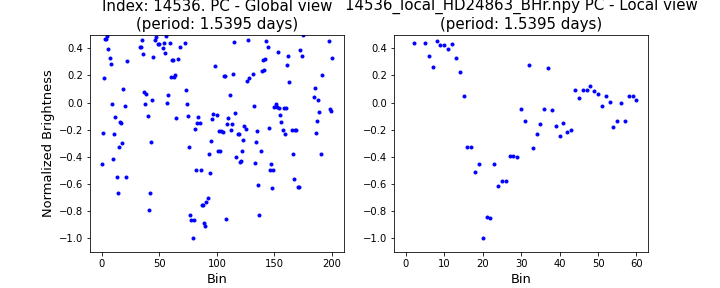 Index: 14536. PC - Global view
(period: 1.5395 days)
14536_local_HD24863_BHr.npy PC - Local view
(period: 1.5395 days)
Normalized Brightness
0.4
0.2
0.0
−0.2
−0.4
−0.6
−0.8
−1.0
0 50 100 150 200
Bin
0.4
0.2
0.0
−0.2
−0.4
−0.6
−0.8
−1.0
0 10 20 30 40 50 60
Bin